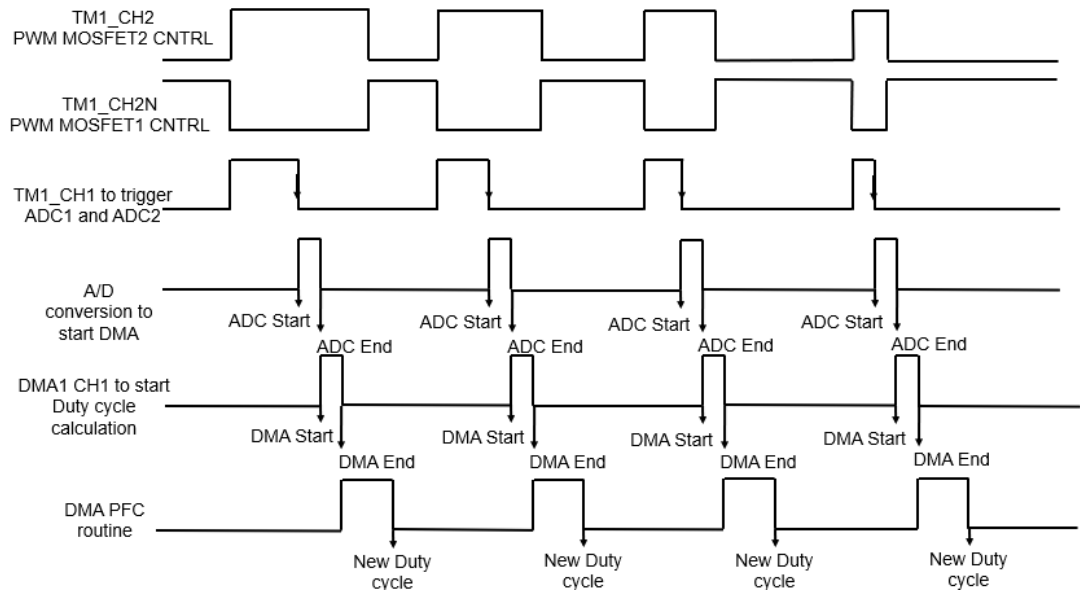 TM1_CH2
PWM MOSFET2 CNTRL
TM1_CH2N
PWM MOSFET1 CNTRL
TM1_CH1 to trigger
ADC1 and ADC2
A/D
conversion to
start DMA
ADC Start
ADC Start
ADC Start
ADC Start
ADC End
ADC End
ADC End
ADC End
DMA1 CH1 to start
Duty cycle
calculation
DMA Start
DMA Start
DMA Start
DMA Start
DMA End
DMA End
DMA End
DMA End
DMA PFC
routine
New Duty
cycle
New Duty
cycle
New Duty
cycle
New Duty
cycle